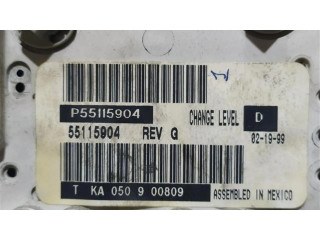 P55115904
CHANGE LEVEL D
55115904 REV G
02-19-99
T KA 050 9 00809
ASSEMBLED IN MEXICO